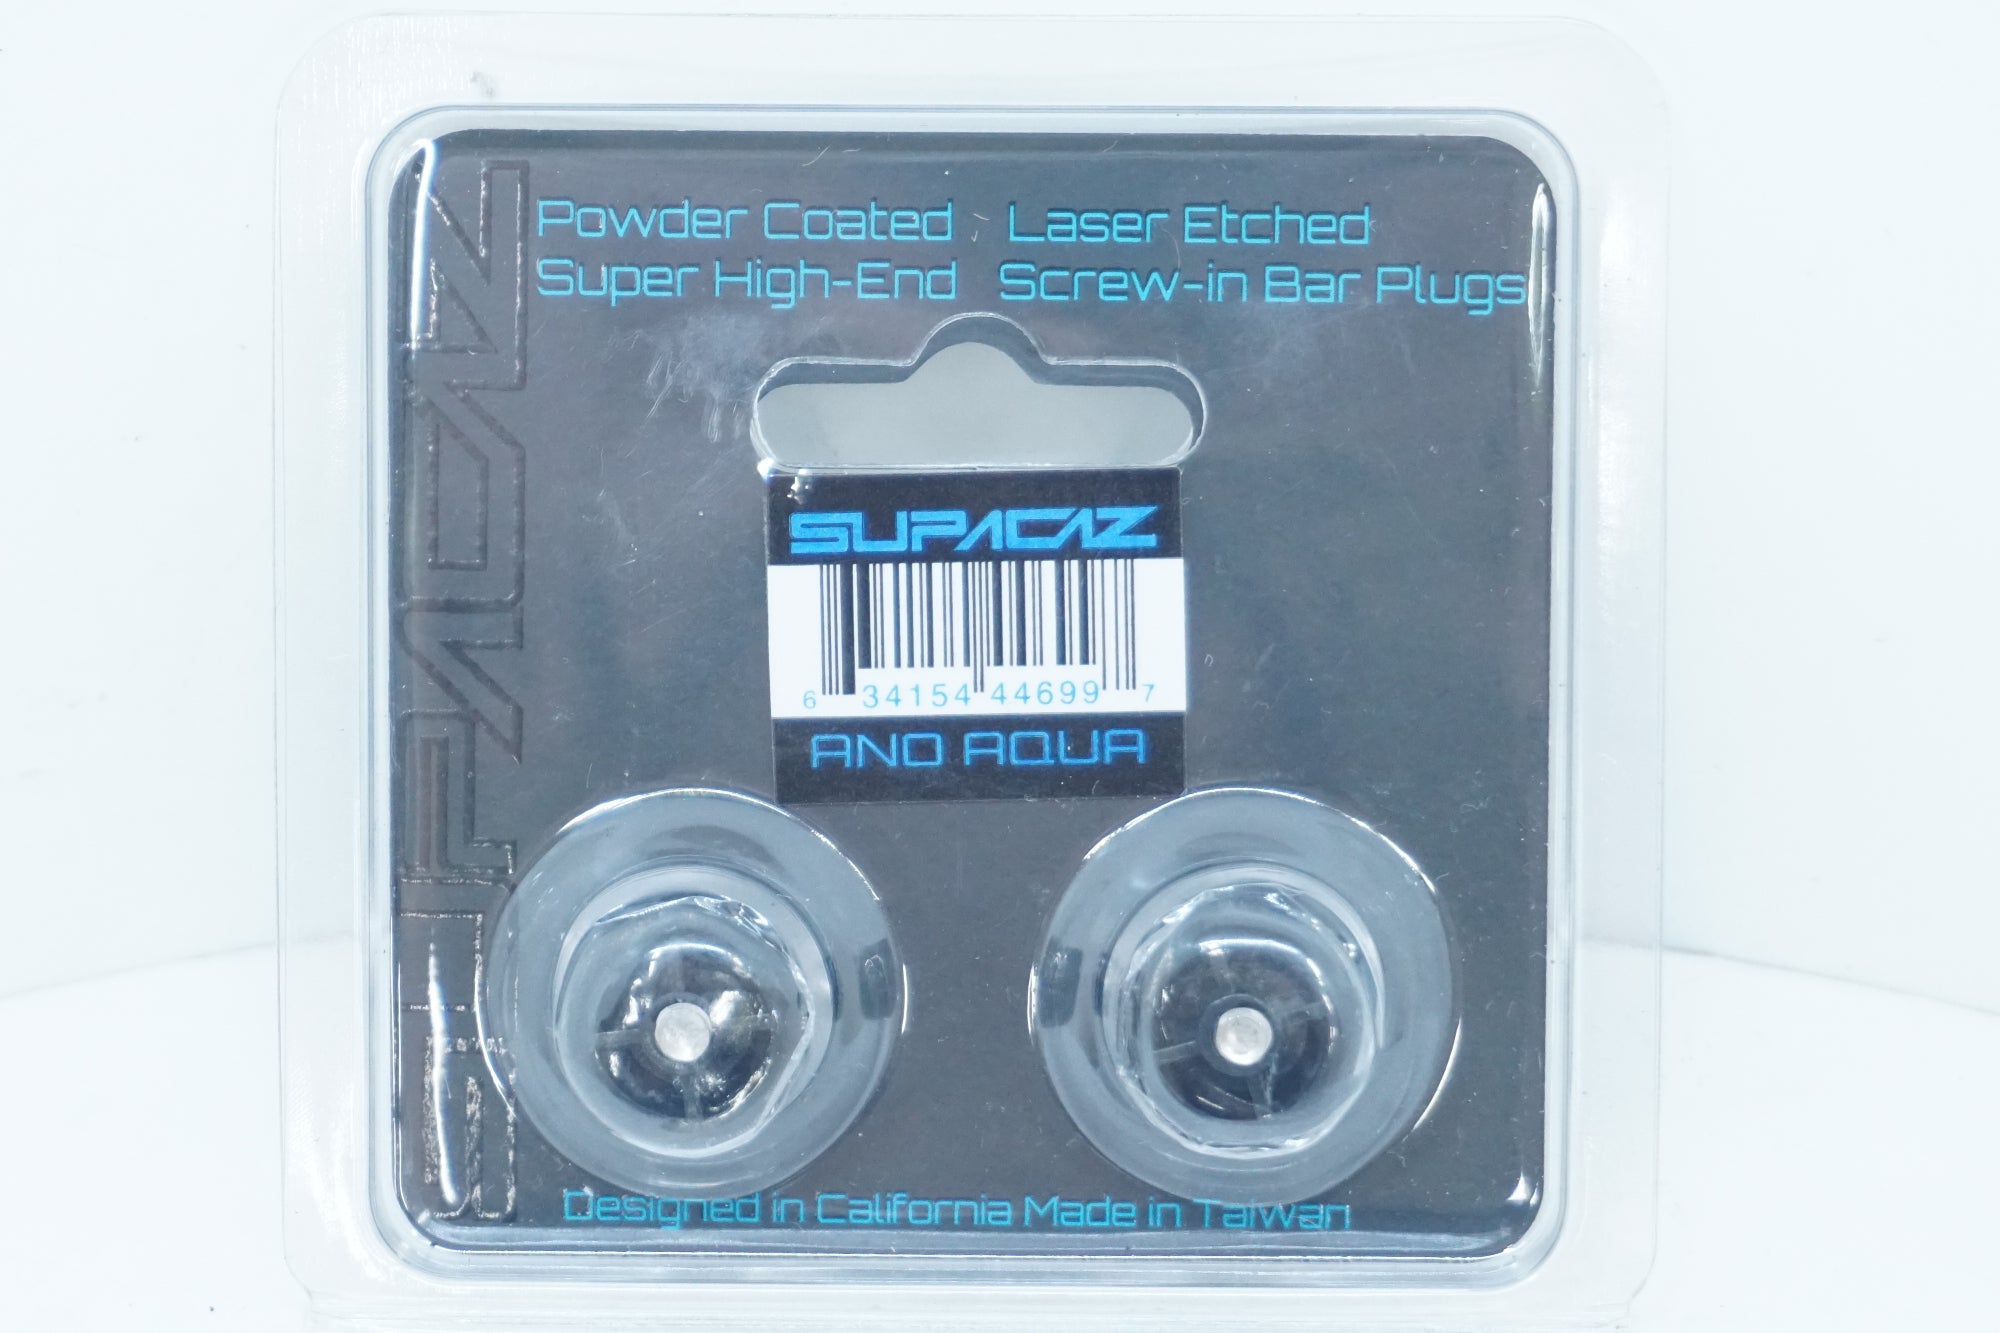 Powder Coated Laser Etched
Super High-End Screw-in Bar Plugs
SUPACAZ
SUPACAZ
6 34154 44699 7
ANO AQUA
Designed in California Made in Taiwan